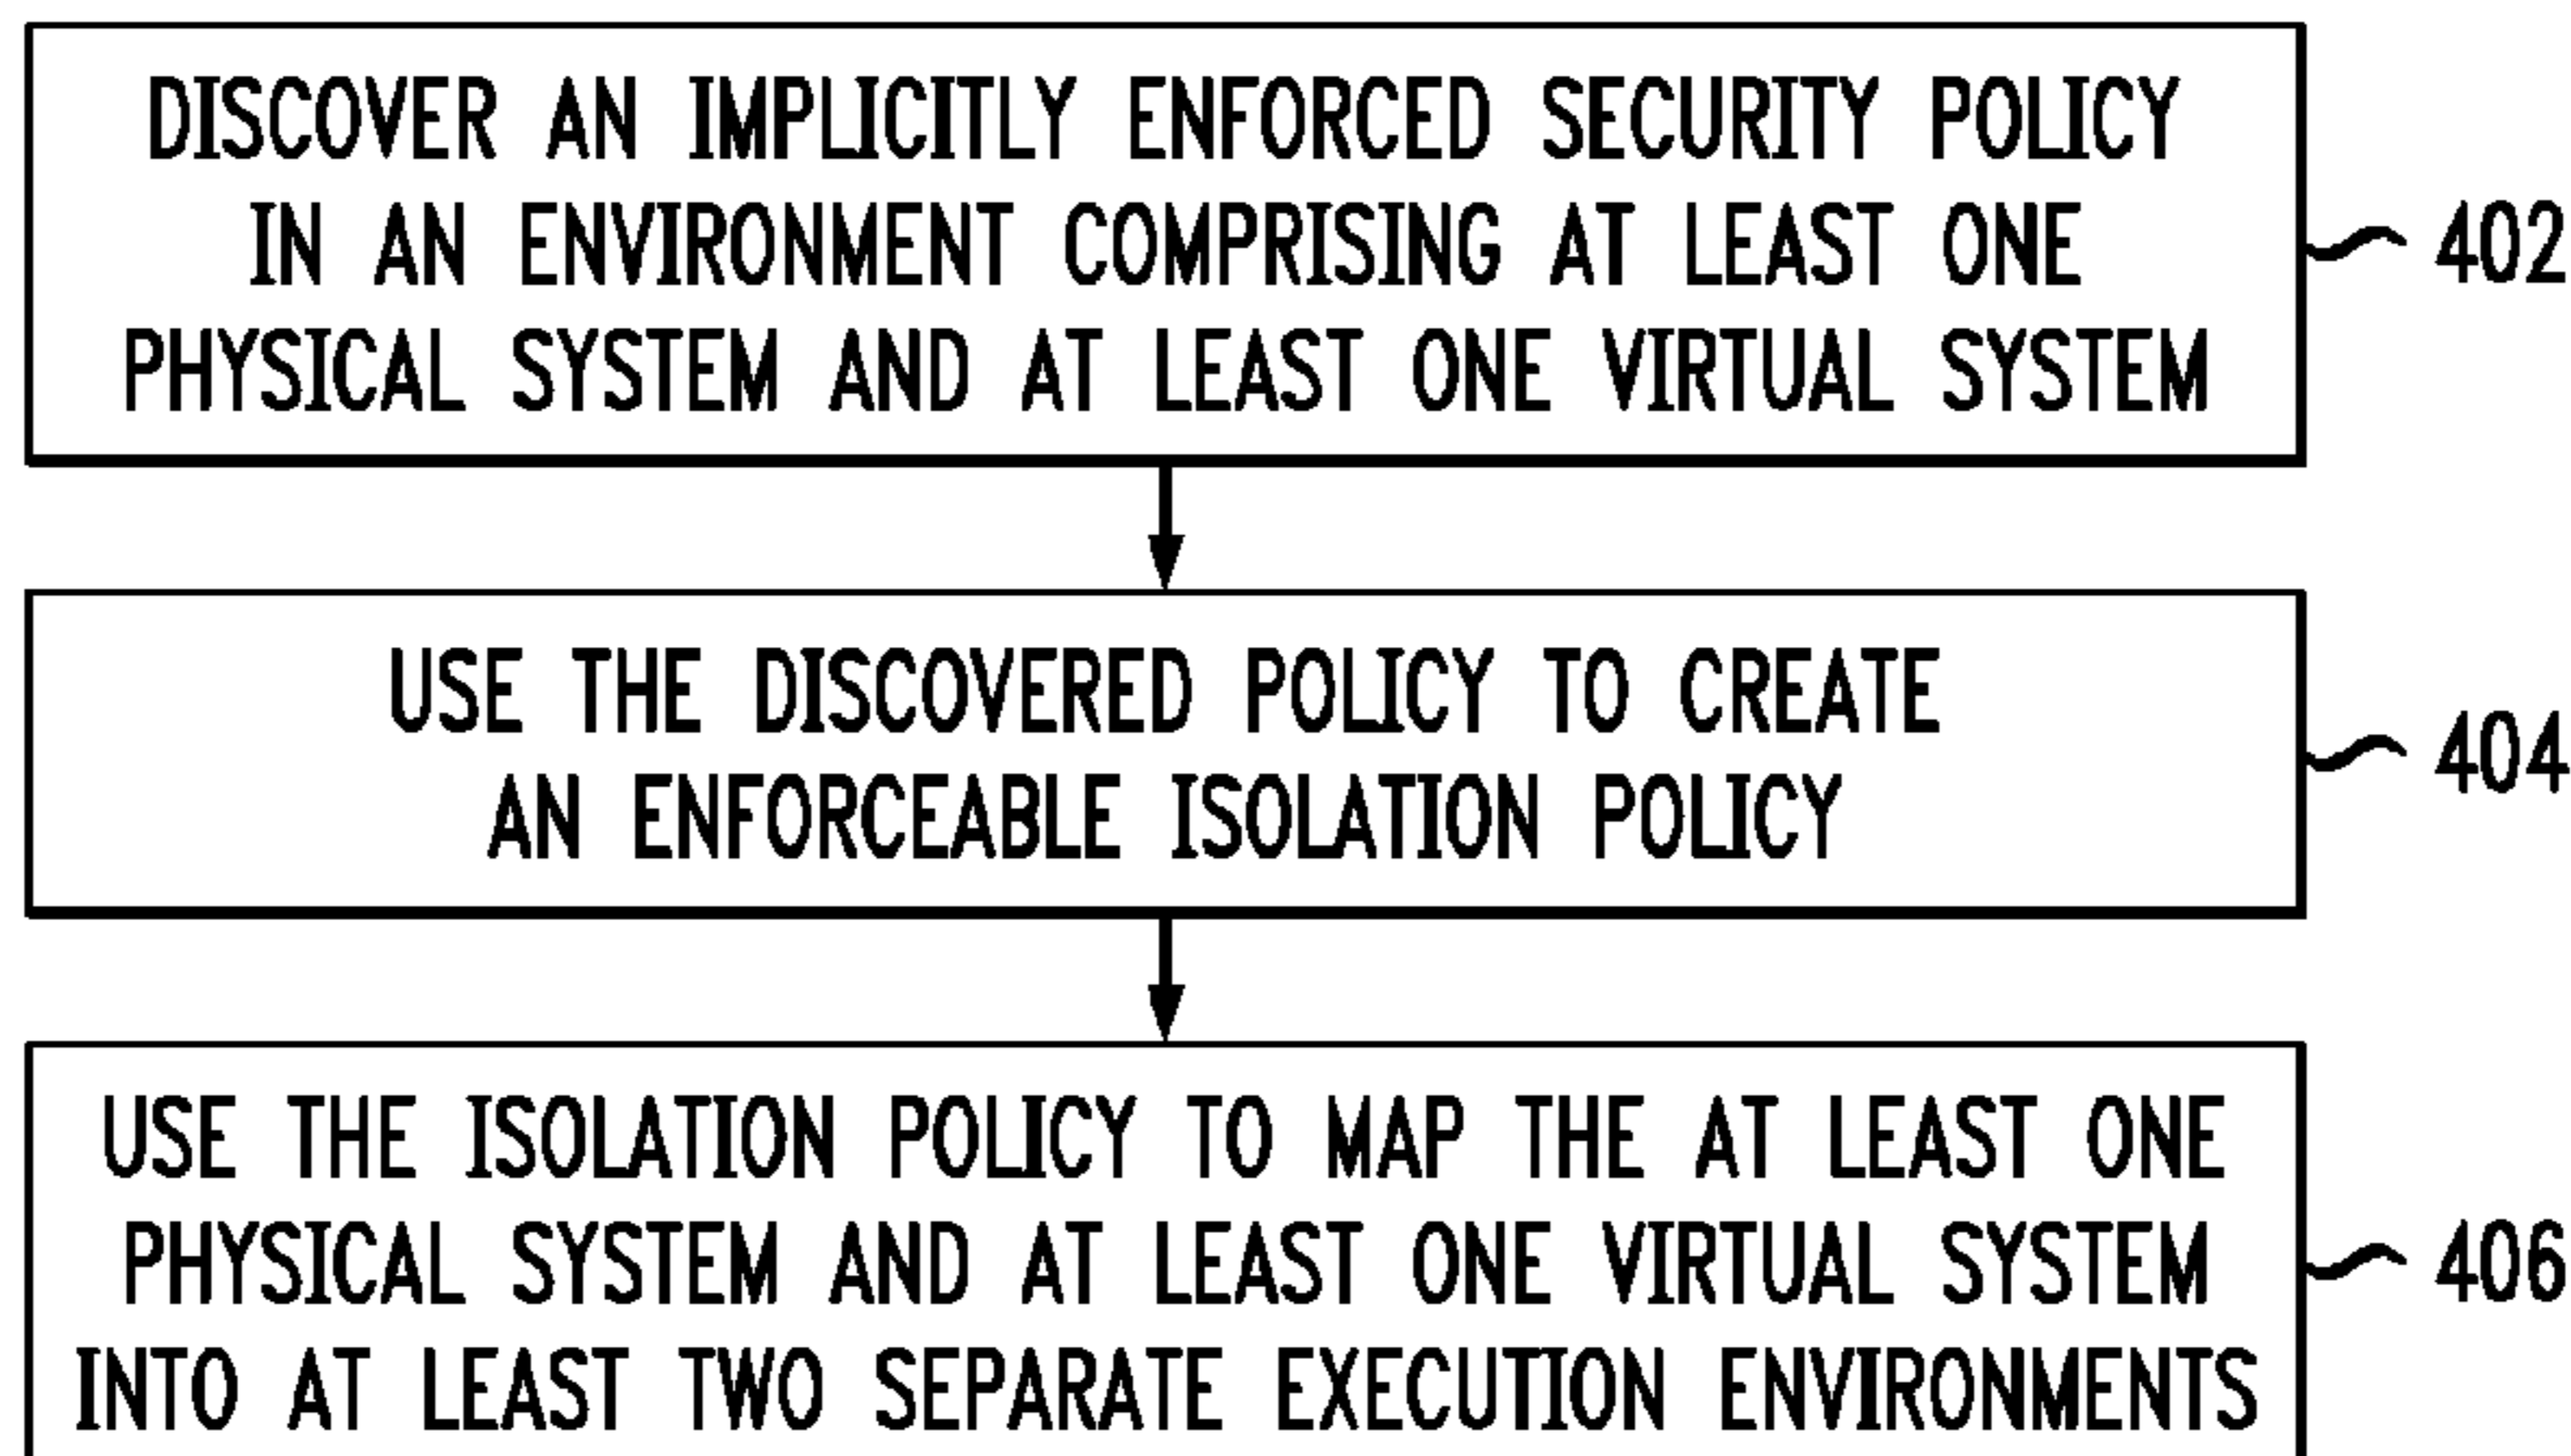 DISCOVER AN IMPLICITLY ENFORCED SECURITY POLICY
IN AN ENVIRONMENT COMPRISING AT LEAST ONE
PHYSICAL SYSTEM AND AT LEAST ONE VIRTUAL SYSTEM
402
USE THE DISCOVERED POLICY TO CREATE
AN ENFORCEABLE ISOLATION POLICY
404
USE THE ISOLATION POLICY TO MAP THE AT LEAST ONE
PHYSICAL SYSTEM AND AT LEAST ONE VIRTUAL SYSTEM
INTO AT LEAST TWO SEPARATE EXECUTION ENVIRONMENTS
406